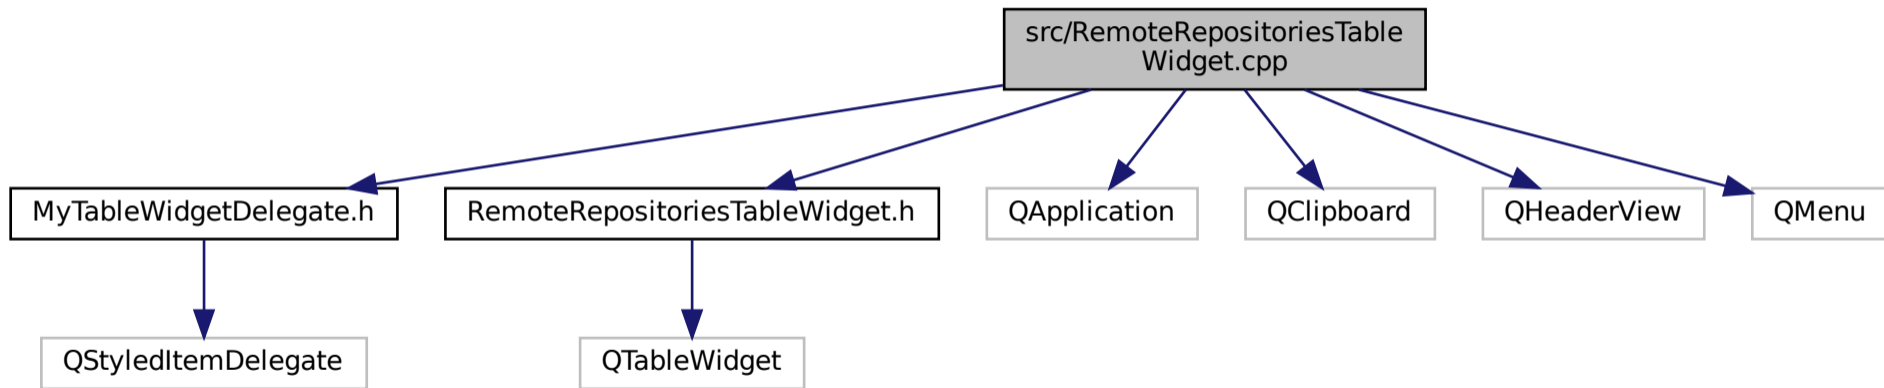 src/RemoteRepositoriesTable
Widget.cpp
MyTableWidgetDelegate.h
RemoteRepositoriesTableWidget.h
QApplication
QClipboard
QHeaderView
QMenu
QStyledItemDelegate
QTableWidget